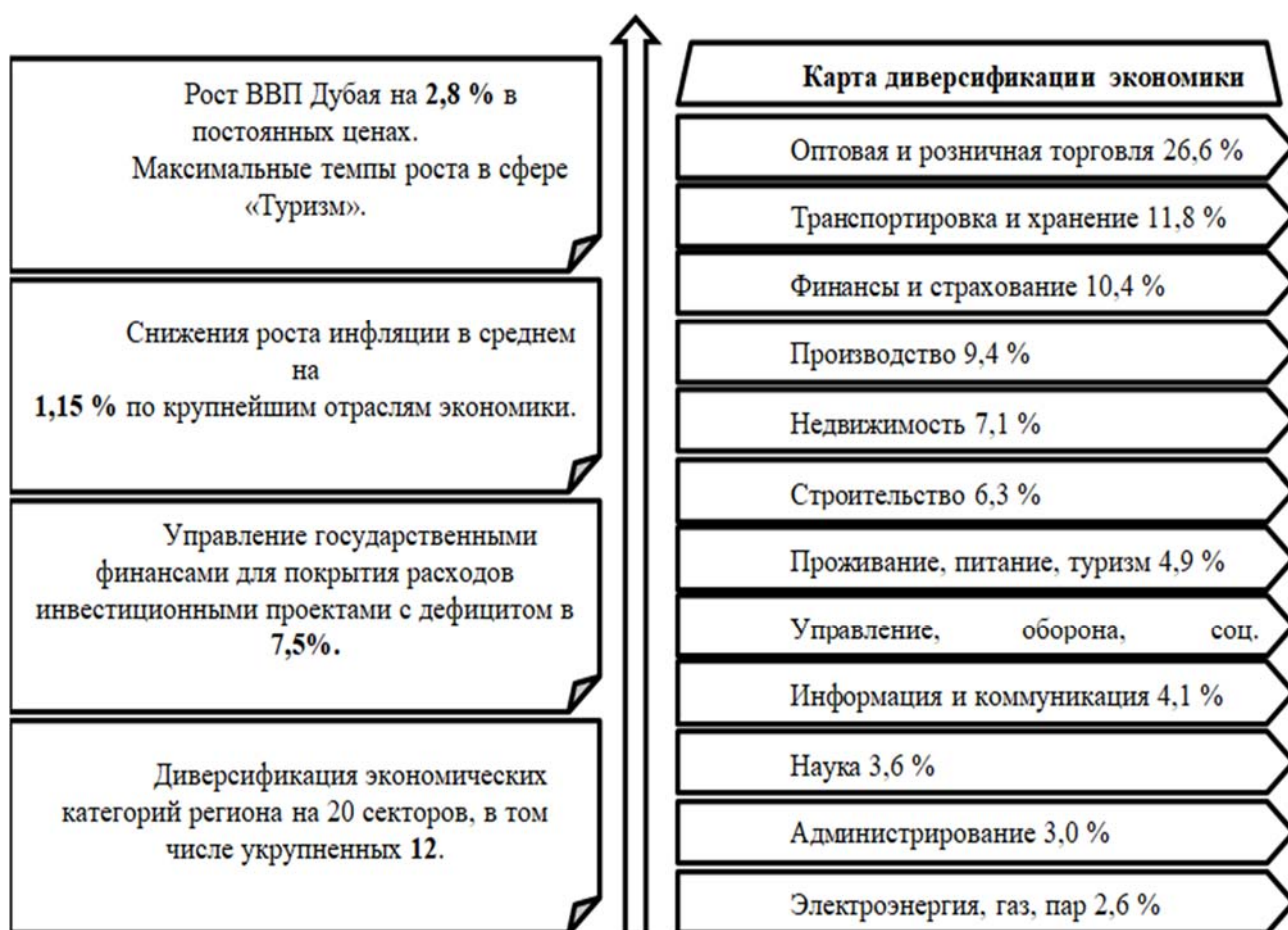 Рост ВВП Дубая на 2,8 % в
постоянных ценах.
Максимальные темпы роста в сфере
«Туризм».
Снижения роста инфляции в среднем
на
1,15 % по крупнейшим отраслям экономики.
Управление государственными
финансами для покрытия расходов
инвестиционными проектами с дефицитом в
7,5%.
Диверсификация экономических
категорий региона на 20 секторов, в том
числе укрупненных 12.
Карта диверсификации экономики
Оптовая и розничная торговля 26,6 %
Транспортировка и хранение 11,8 %
Финансы и страхование 10,4 %
Производство 9,4 %
Недвижимость 7,1 %
Строительство 6,3 %
Проживание, питание, туризм 4,9 %
Управление, оборона, соц.
Информация и коммуникация 4,1 %
Наука 3,6 %
Администрирование 3,0 %
Электроэнергия, газ, пар 2,6 %